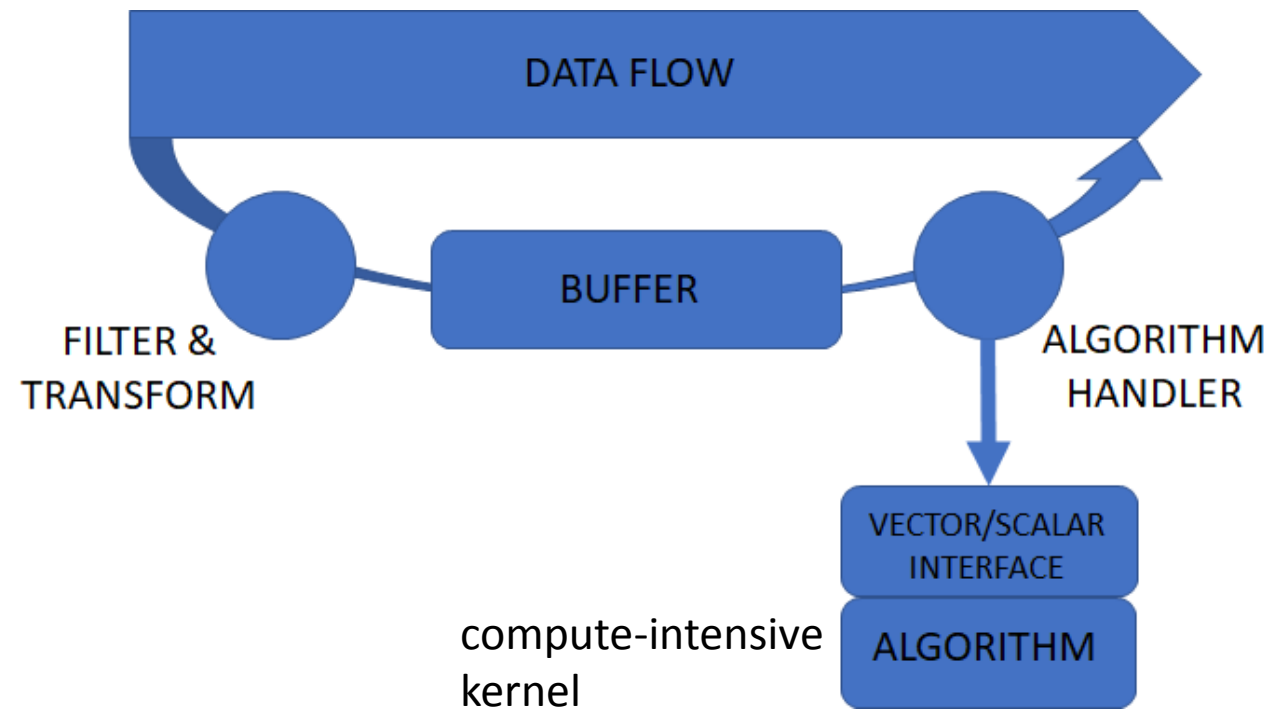 DATA FLOW
BUFFER
FILTER &
TRANSFORM
ALGORITHM
HANDLER
VECTOR/SCALAR
INTERFACE
compute-intensive
kernel
ALGORITHM